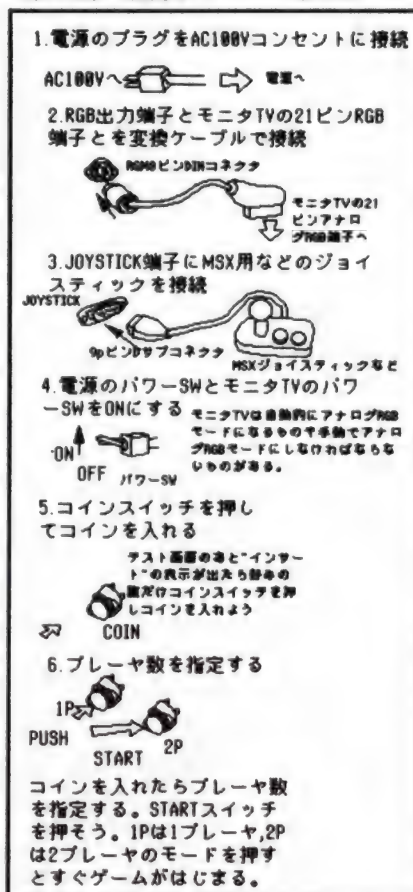 1.電源のプラグをAC100Vコンセントに接続
AC100Vへ
電源へ
2.RGB出力端子とモニタTVの21ピンRGB
端子とを変換ケーブルで接続
RGB8ピンDINコネクタ
モニタTVの21
ピンアナロ
グRGB端子へ
3.JOYSTICK端子にMSX用などのジョイ
スティックを接続
JOYSTICK
9pピンDサブコネクタ
MSXジョイスティックなど
4.電源のパワーSWとモニタTVのパワ
ーSWをONにする
モニタTVは自動的にアナログRGB
モードになるものや手動でアナロ
グRGBモードにしなければならな
いものがある。
ON
OFF
パワーSW
5.コインスイッチを押し
てコインを入れる
テスト画面のあと"インサー
ト"の表示が出たら
だけコインスイッチを押
しコインを入れよう
COIN
6.プレーヤ数を指定する
1P
PUSH
START
2P
コインを入れたらプレーヤ数
を指定する。STARTスイッチ
を押そう。1Pは1プレーヤ,2P
は2プレーヤのモードを押す
とすぐゲームがはじまる。